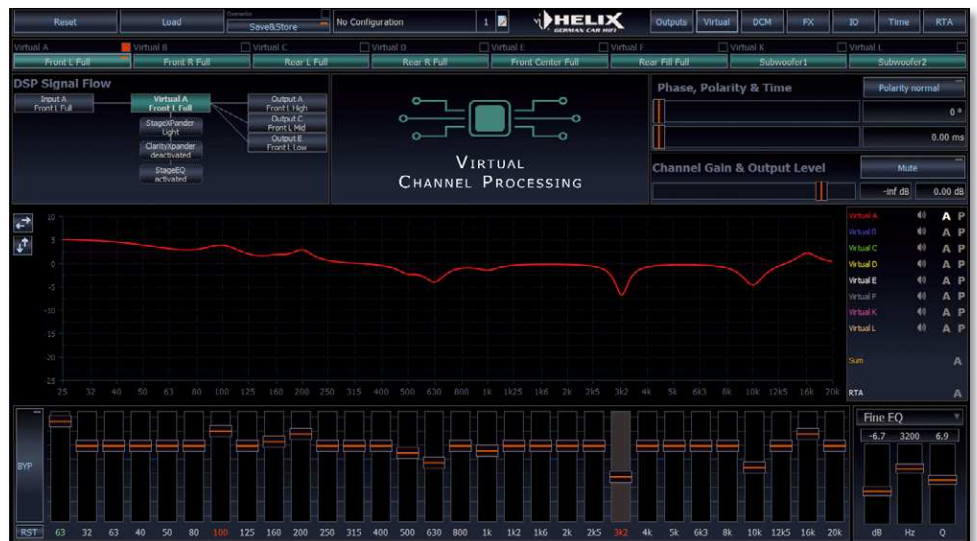 Reset Load Overwrite Save&Store No Configuration 1 HELIX GERMAN CAR HIFI Outputs Virtual DCM FX IO Time RTA
Virtual A Virtual B Virtual C Virtual D Virtual E Virtual F Virtual K Virtual L
Front L Full Front R Full Rear L Full Rear R Full Front Center Full Rear Fill Full Subwoofer1 Subwoofer2
DSP Signal Flow
Input A
Front L Full
Virtual A
Front L Full
StageXPander
Light
ClarityXpander
deactivated
StageEQ
activated
Output A
Front L High
Output C
Front L Mid
Output E
Front L Low
VIRTUAL
CHANNEL PROCESSING
Phase, Polarity & Time Polarity normal
0 °
0.00 ms
Channel Gain & Output Level Mute
-inf dB 0.00 dB
10
5
0
-5
-10
-15
-20
-25
25 32 40 50 63 80 100 125 160 200 250 315 400 500 630 800 1k 1k25 1k6 2k 2k5 3k2 4k 5k 6k3 8k 10k 12k5 16k 20k
Virtual A A P
Virtual B A P
Virtual C A P
Virtual D A P
Virtual E A P
Virtual F A P
Virtual K A P
Virtual L A P
Sum A
RTA A
BYP
RST 63 32 63 40 50 80 100 125 160 200 250 315 400 500 630 800 1k 1k2 1k6 2k 2k5 3k2 4k 5k 6k3 8k 10k 12k5 16k 20k
Fine EQ
-6.7 3200 6.9
dB Hz Q